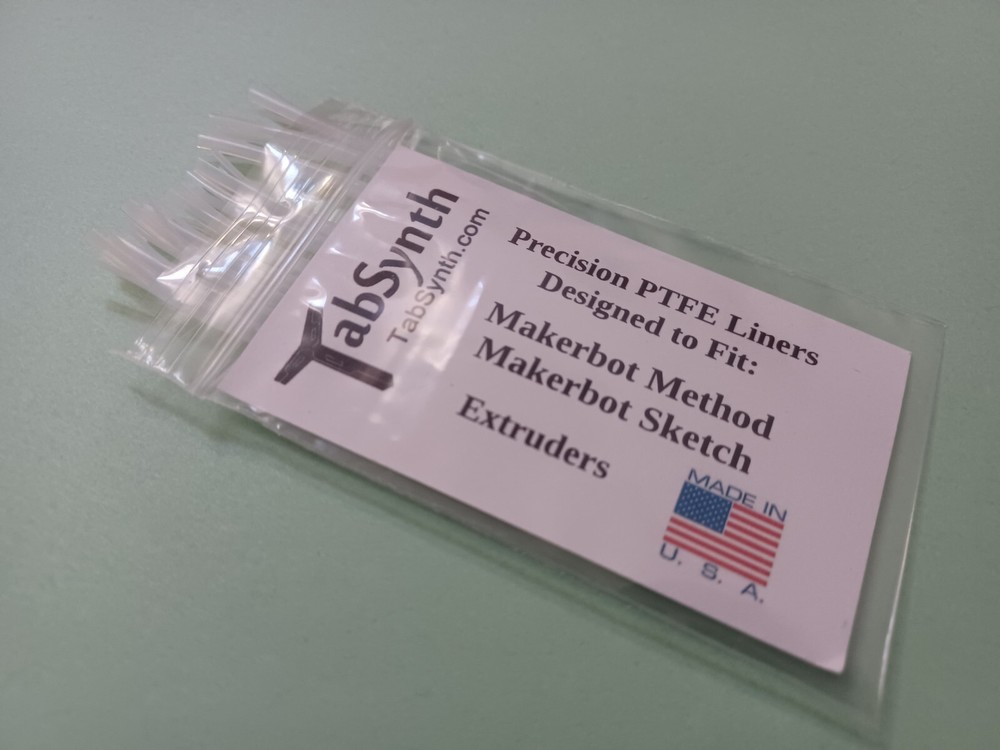 TabSynth
TabSynth.com
Precision PTFE Liners
Designed to Fit:
Makerbot Method
Makerbot Sketch
Extruders
MADE IN
U. S. A.